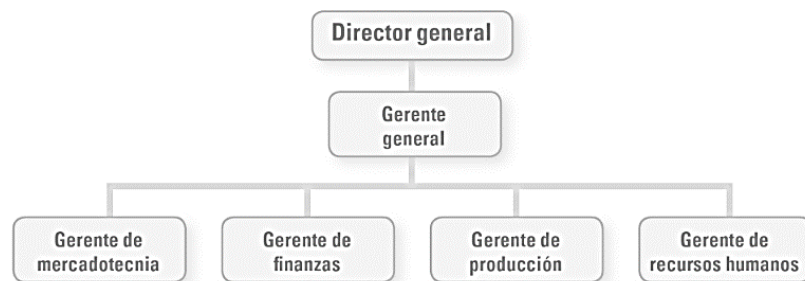 Director general
Gerente
general
Gerente de
mercadotecnia
Gerente de
finanzas
Gerente de
producción
Gerente de
recursos humanos